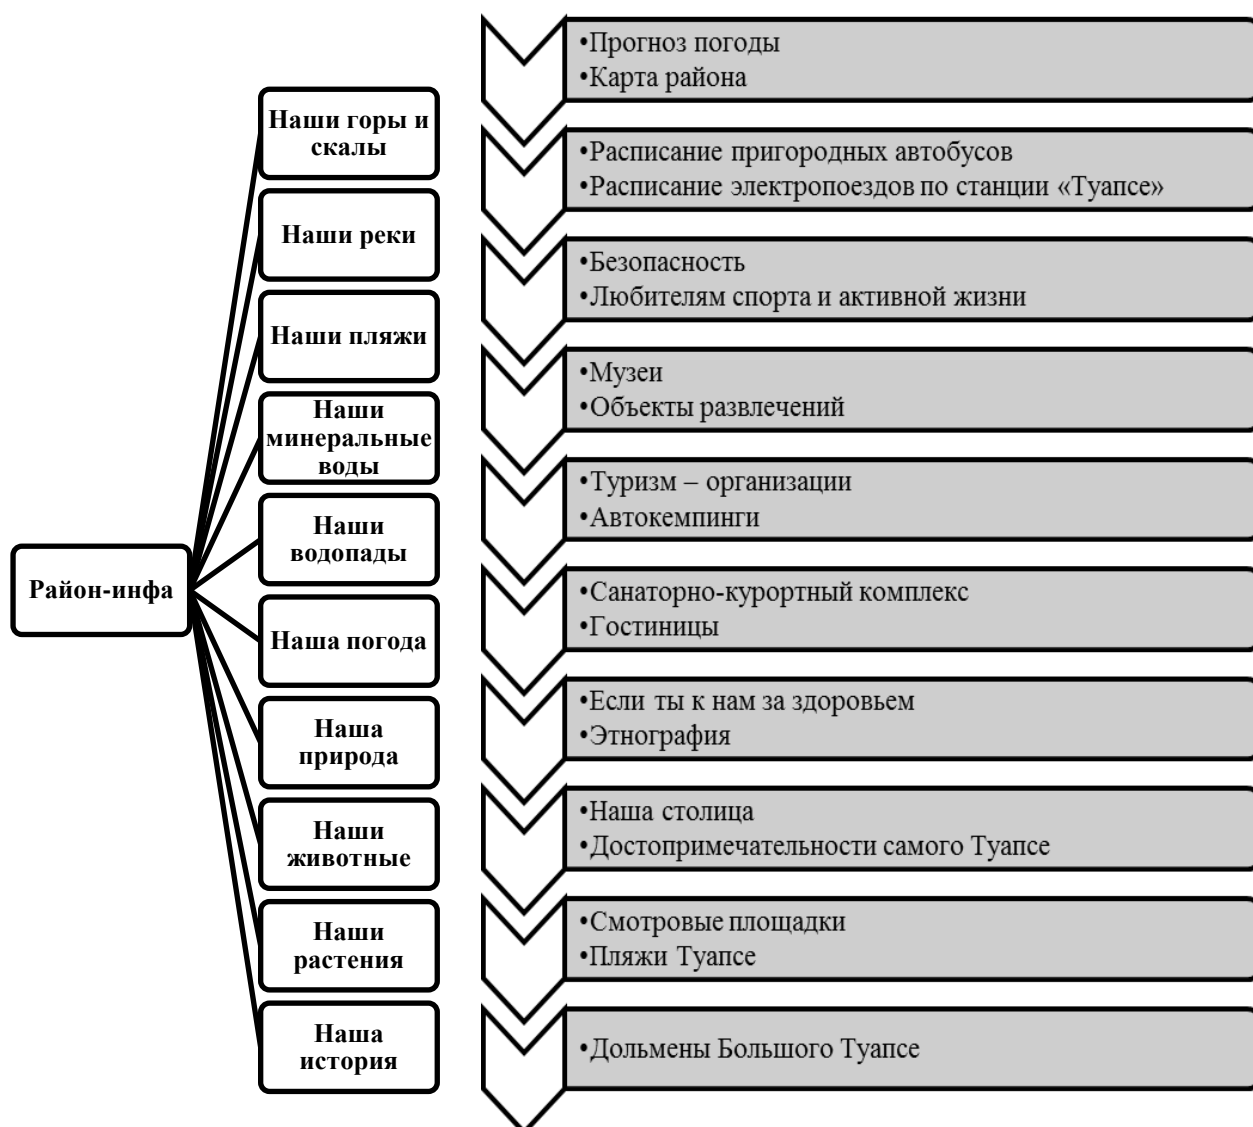 Район-инфа
Наши горы и
скалы
Наши реки
Наши пляжи
Наши
минеральные
воды
Наши
водопады
Наша погода
Наша
природа
Наши
животные
Наши
растения
Наша
история
•Прогноз погоды
•Карта района
•Расписание пригородных автобусов
•Расписание электропоездов по станции «Туапсе»
•Безопасность
•Любителям спорта и активной жизни
•Музеи
•Объекты развлечений
•Туризм – организации
•Автокемпинги
•Санаторно-курортный комплекс
•Гостиницы
•Если ты к нам за здоровьем
•Этнография
•Наша столица
•Достопримечательности самого Туапсе
•Смотровые площадки
•Пляжи Туапсе
•Дольмены Большого Туапсе